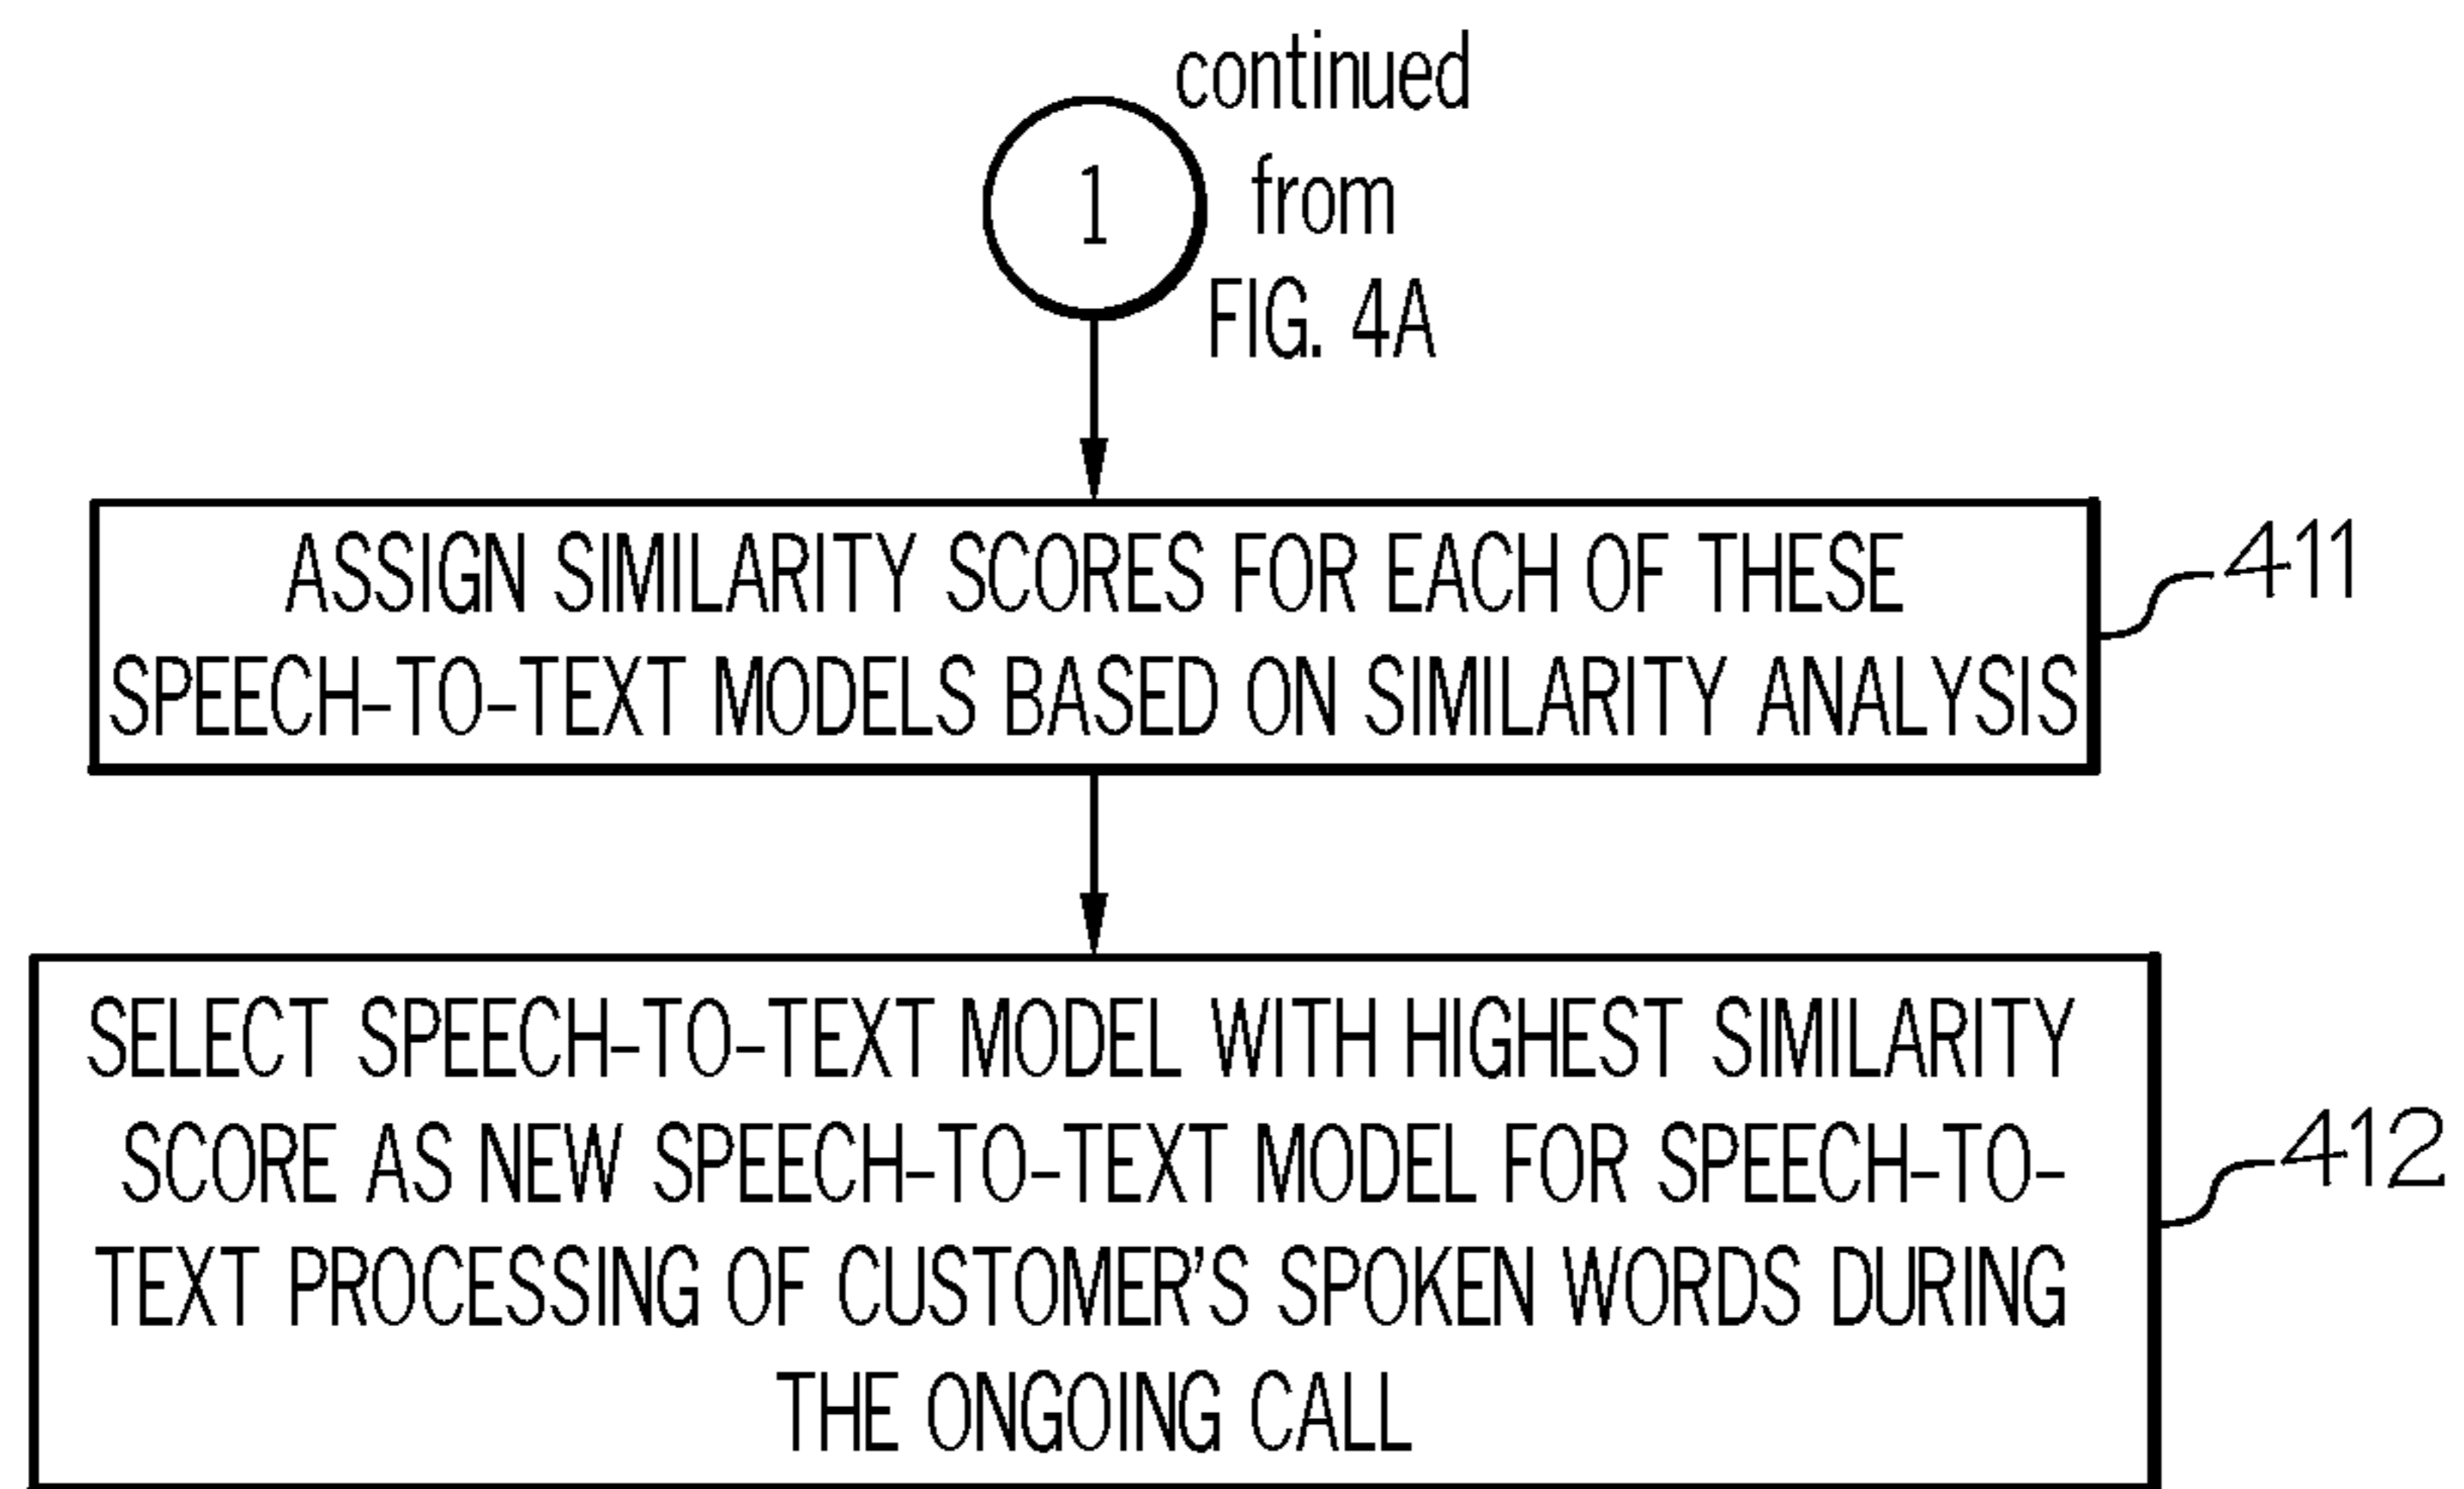 continued
1
from
FIG. 4A
ASSIGN SIMILARITY SCORES FOR EACH OF THESE
SPEECH-TO-TEXT MODELS BASED ON SIMILARITY ANALYSIS
411
SELECT SPEECH-TO-TEXT MODEL WITH HIGHEST SIMILARITY
SCORE AS NEW SPEECH-TO-TEXT MODEL FOR SPEECH-TO-
TEXT PROCESSING OF CUSTOMER'S SPOKEN WORDS DURING
THE ONGOING CALL
412